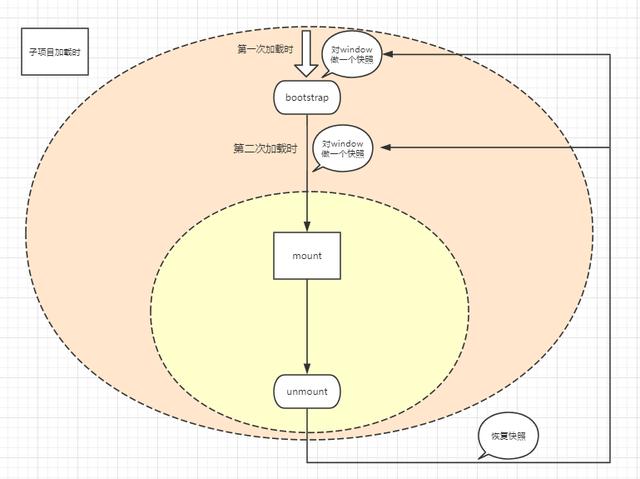 子项目加载时
第一次加载时
对window
做一个快照
bootstrap
第二次加载时
对window
做一个快照
mount
unmount
恢复快照